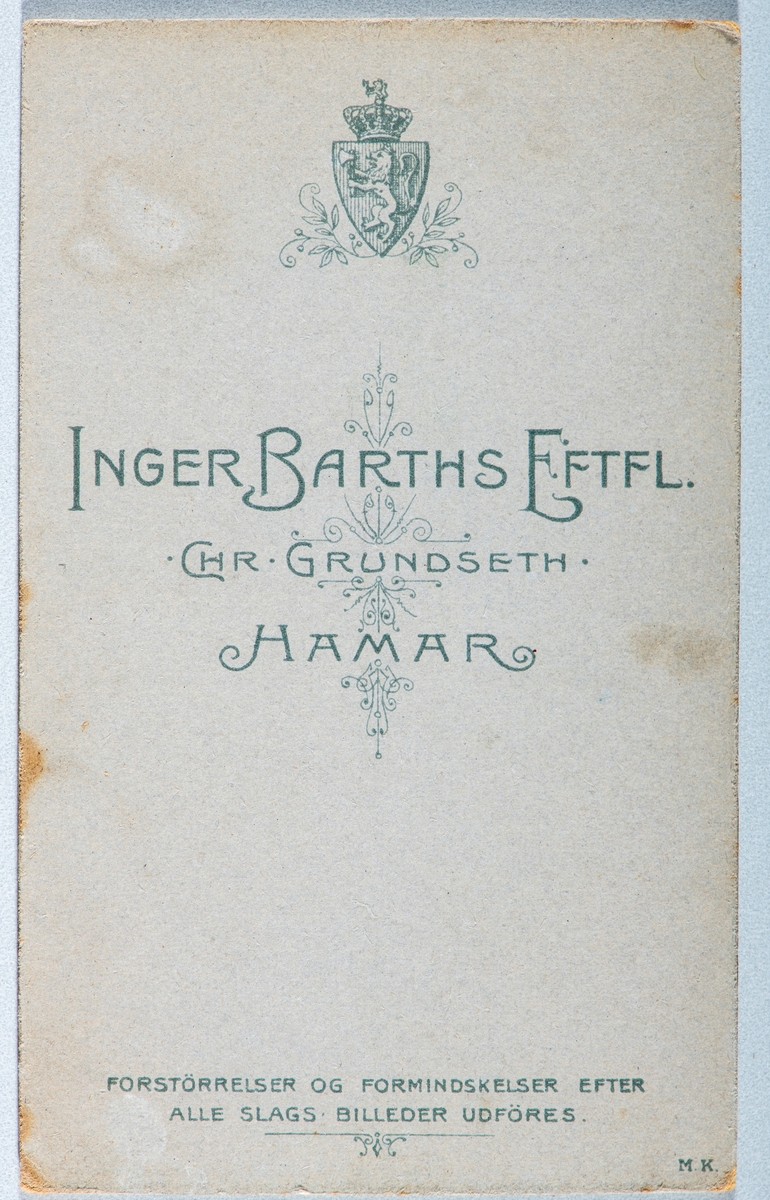 INGER BARTHS EFTFL.
· CHR · GRUNDSETH ·
HAMAR
FORSTÖRRELSER OG FORMINDSKELSER EFTER
ALLE SLAGS BILLEDER UDFÖRES.
M.K.